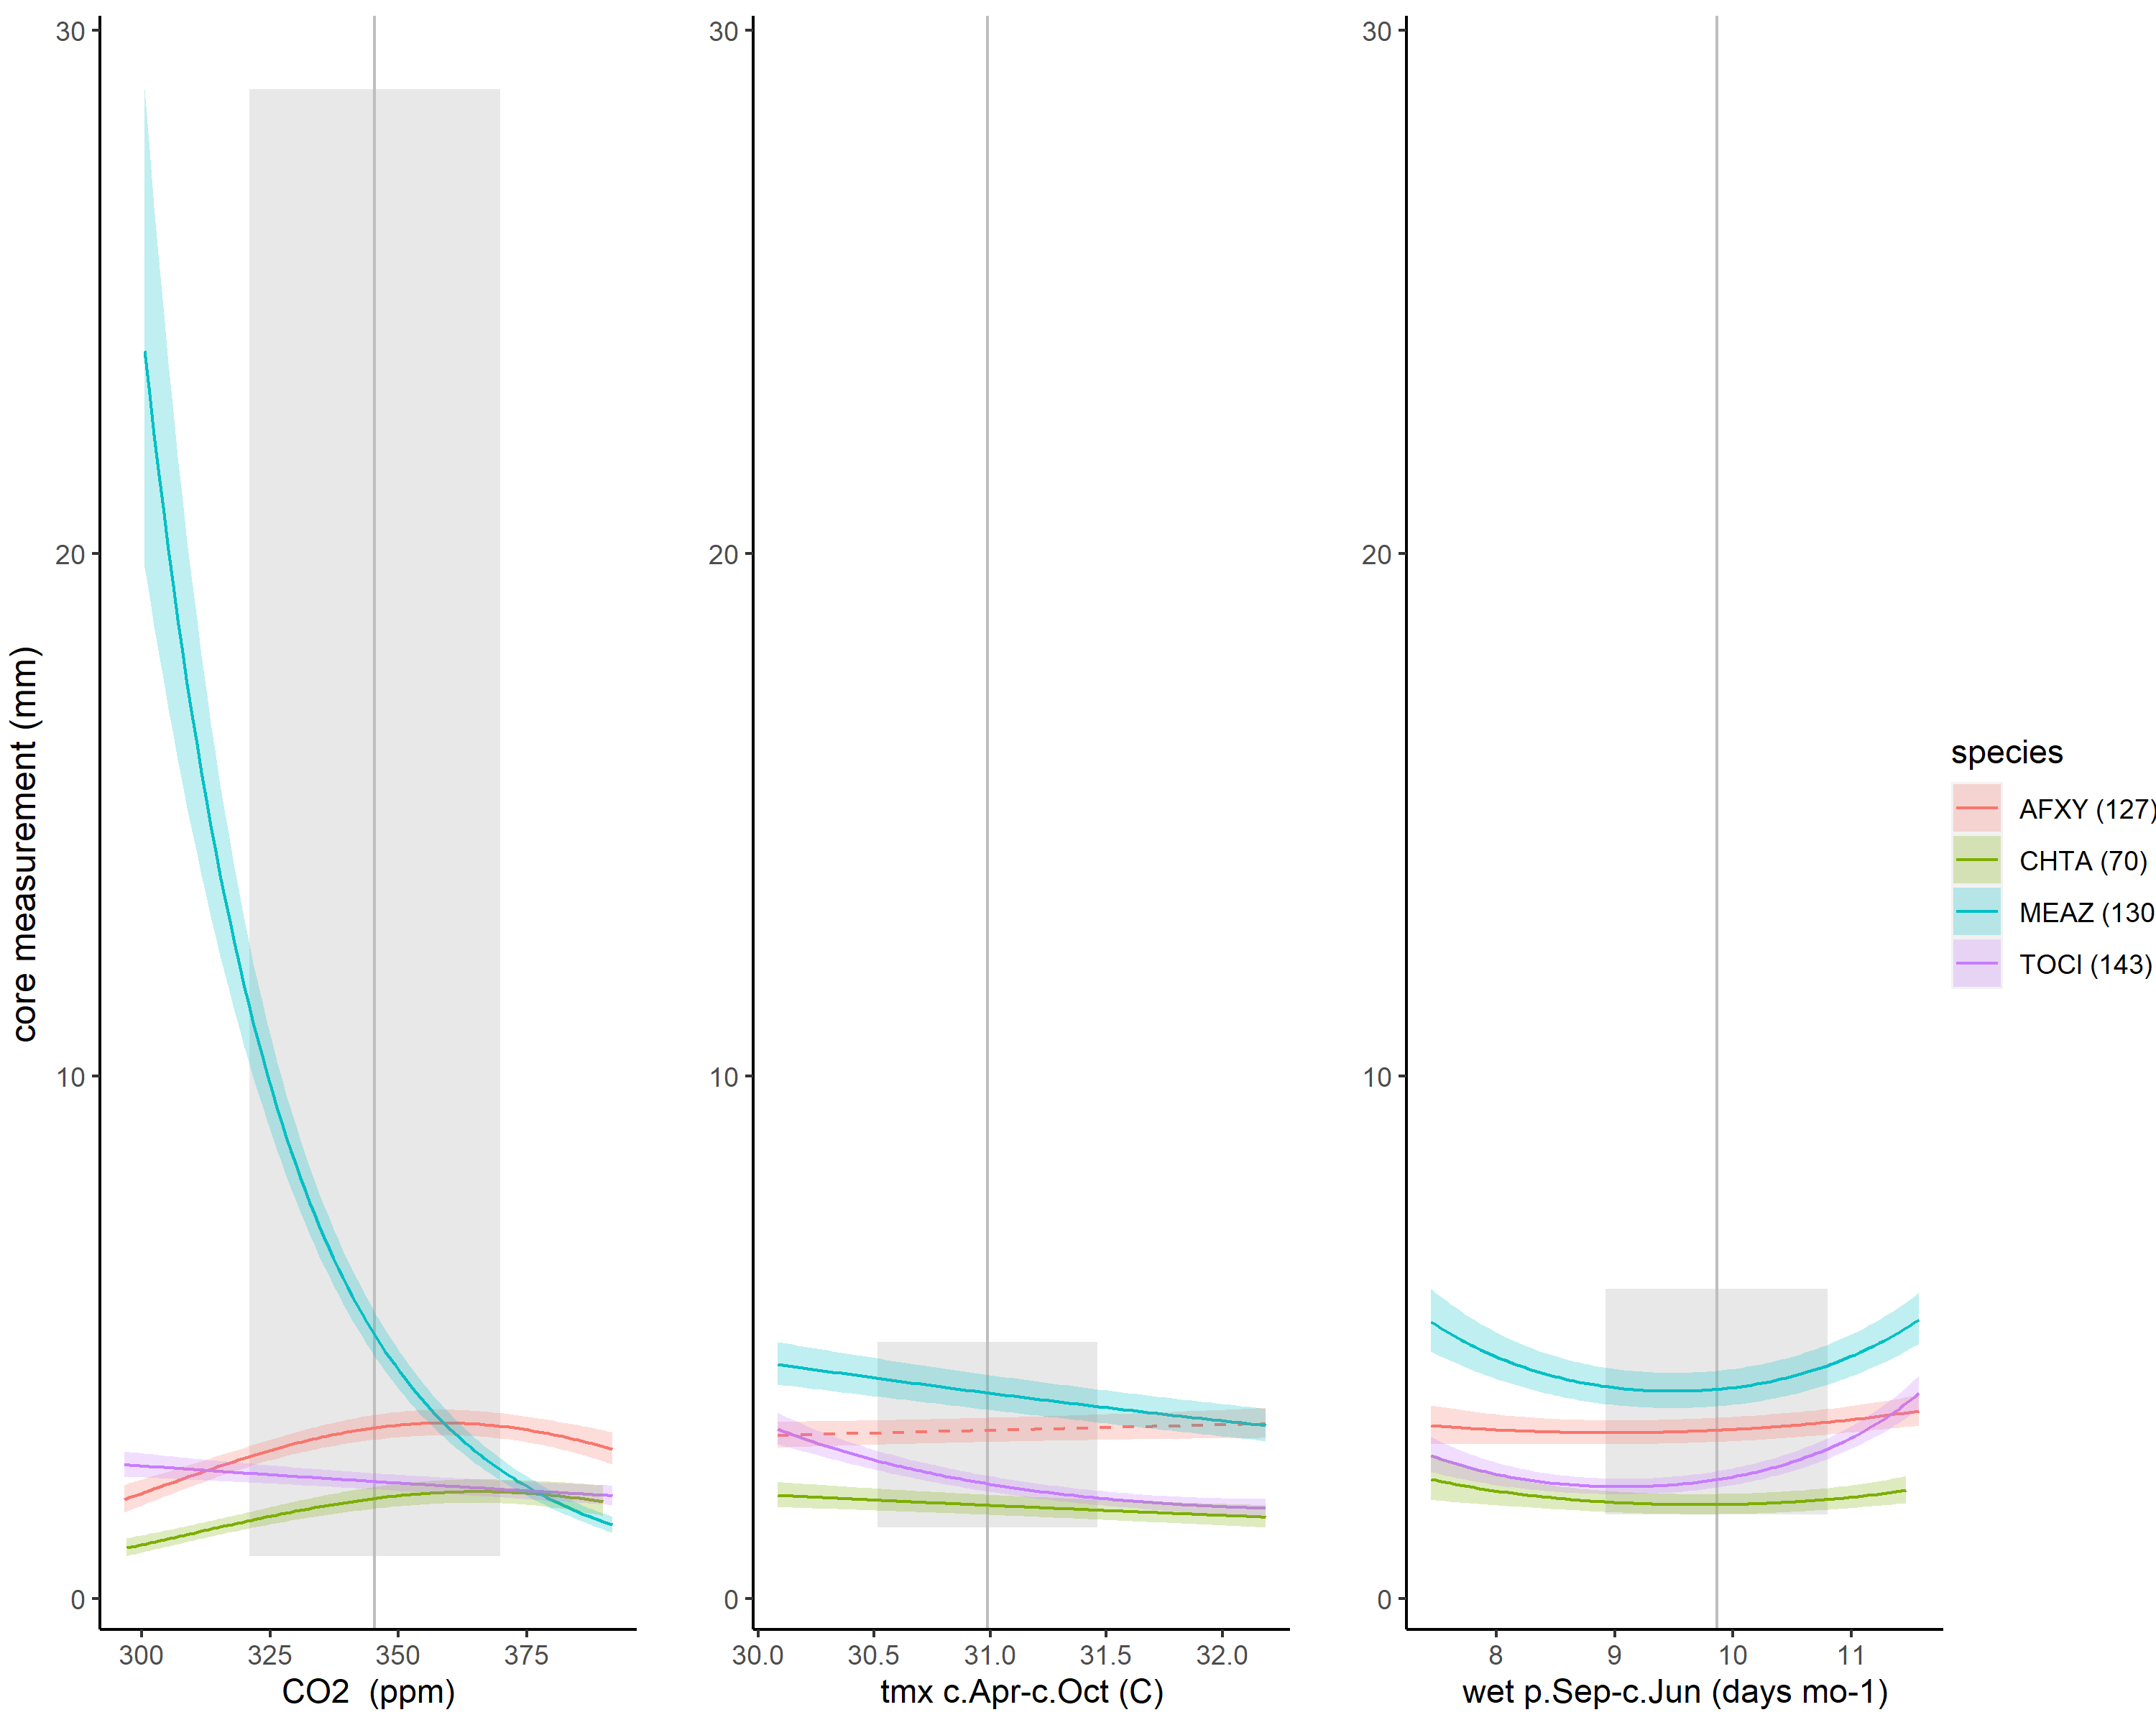 core measurement (mm)
30
20
10
0
300 325 350 375
CO2  (ppm)
30
20
10
0
30.0 30.5 31.0 31.5 32.0
tmx c.Apr-c.Oct (C)
30
20
10
0
8 9 10 11
wet p.Sep-c.Jun (days mo-1)
species
AFXY (127)
CHTA (70)
MEAZ (130
TOCI (143)